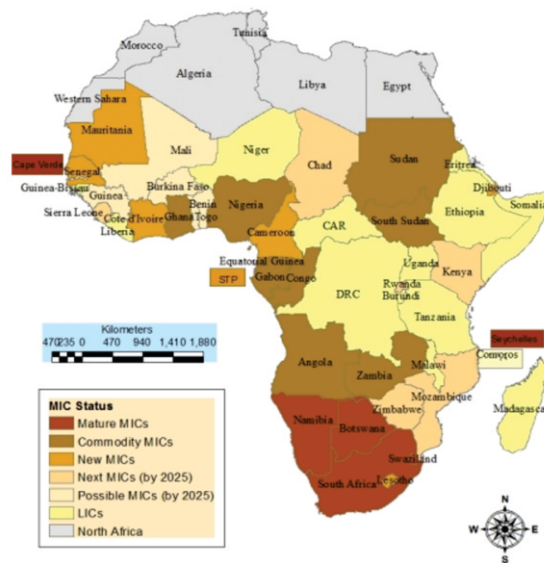 Tunisia
Morocco
Algeria
Libya
Egypt
Western Sahara
Mauritania
Cape Verde
Mali
Niger
Chad
Sudan
Eritrea
Senegal
Guinea-Bissau
Guinea
Burkina Faso
Benin
Djibouti
Sierra Leone
Cote d'Ivoire
Ghana
Togo
Nigeria
Ethiopia
Somalia
Liberia
Cameroon
CAR
South Sudan
Equatorial Guinea
Uganda
Kenya
STP
Gabon
Congo
DRC
Rwanda
Burundi
Tanzania
Seychelles
Kilometers
470 235 0 470 940 1,410 1,880
Comoros
Angola
Zambia
Malawi
Mozambique
Zimbabwe
Madagascar
Namibia
Botswana
Swaziland
South Africa
Lesotho
MIC Status
Mature MICs
Commodity MICs
New MICs
Next MICs (by 2025)
Possible MICs (by 2025)
LICs
North Africa
N
W
E
S